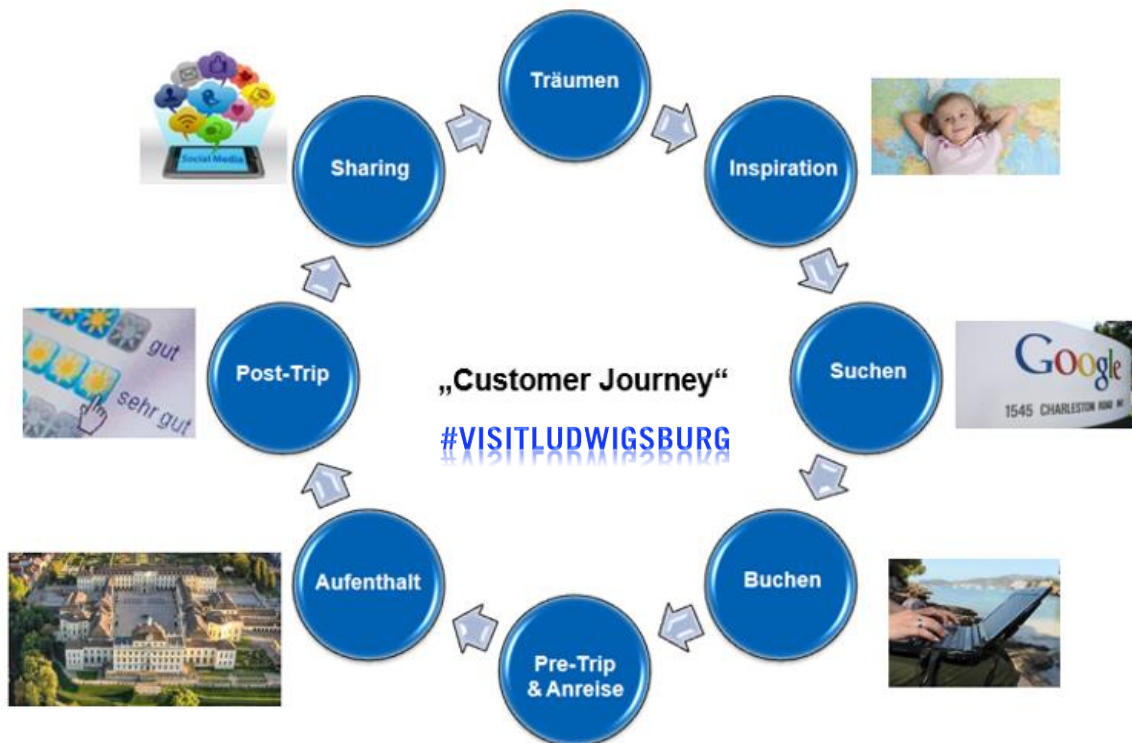 Träumen
Inspiration
Suchen
Google
1545 CHARLESTON ROAD
Buchen
Pre-Trip
& Anreise
Aufenthalt
Post-Trip
gut
sehr gut
Sharing
Social Media
„Customer Journey“
#VISITLUDWIGSBURG